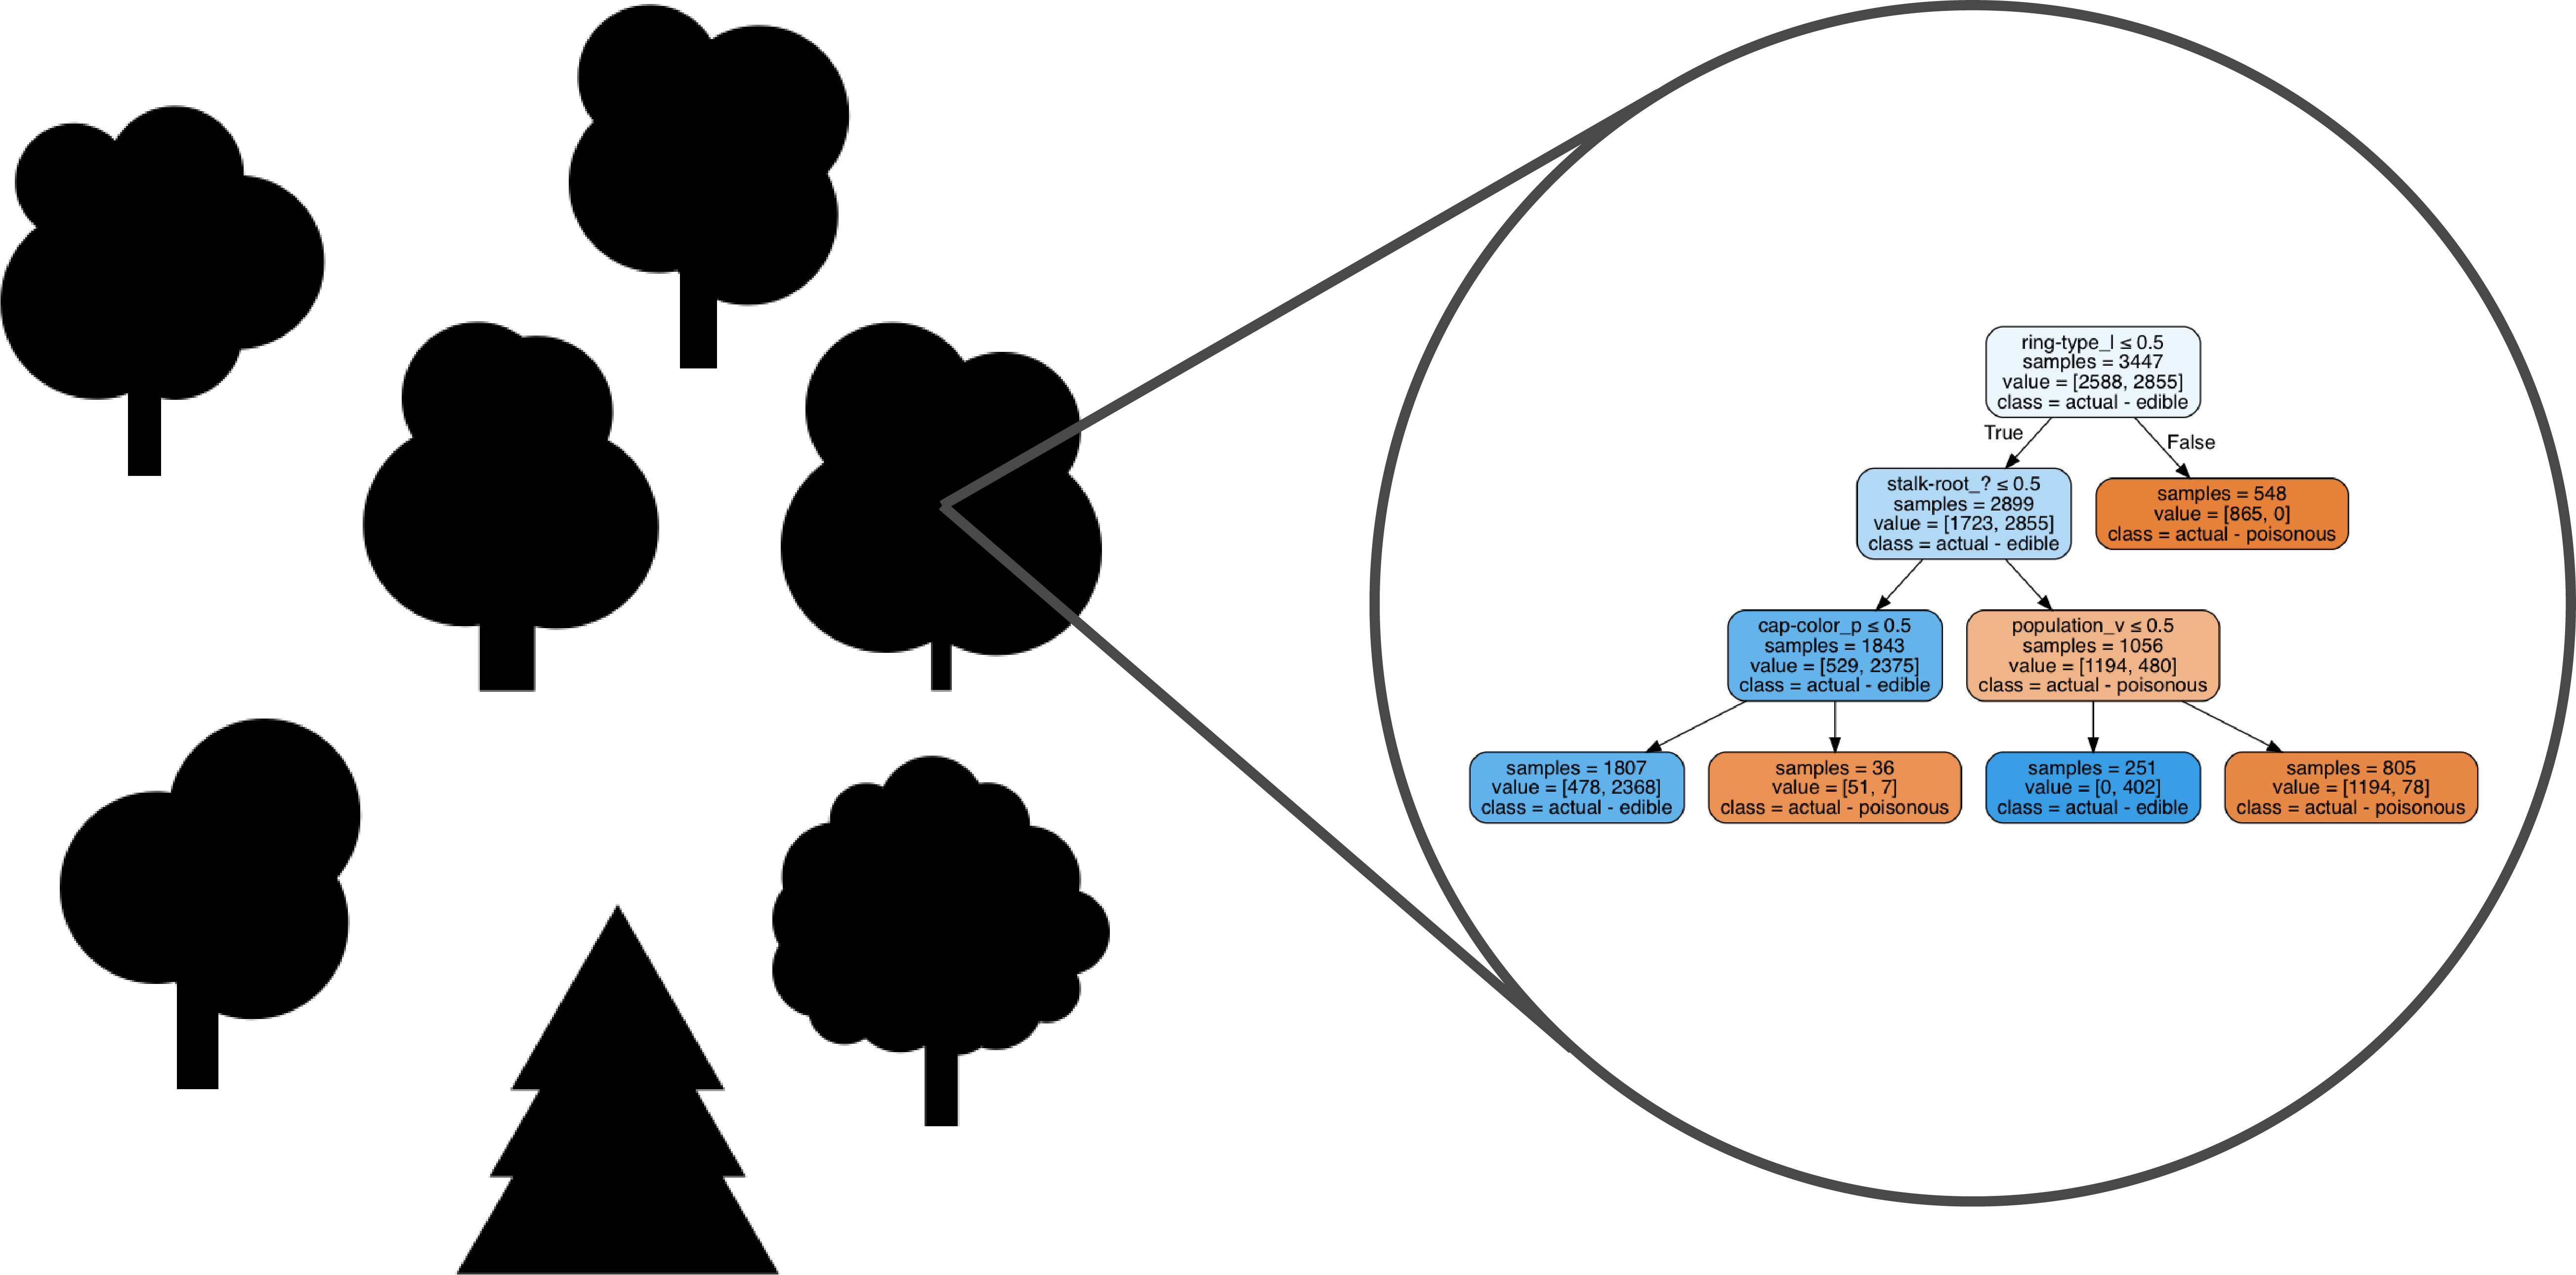 ring-type_l ≤ 0.5
samples = 3447
value = [2588, 2855]
class = actual - edible
True
False
stalk-root_? ≤ 0.5
samples = 2899
value = [1723, 2855]
class = actual - edible
samples = 548
value = [865, 0]
class = actual - poisonous
cap-color_p ≤ 0.5
samples = 1843
value = [529, 2375]
class = actual - edible
population_v ≤ 0.5
samples = 1056
value = [1194, 480]
class = actual - poisonous
samples = 1807
value = [478, 2368]
class = actual - edible
samples = 36
value = [51, 7]
class = actual - poisonous
samples = 251
value = [0, 402]
class = actual - edible
samples = 805
value = [1194, 78]
class = actual - poisonous